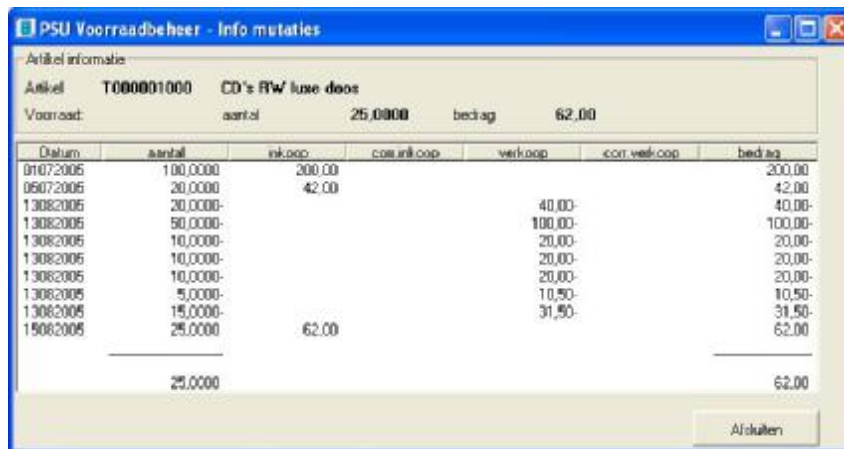 PSU Voorraadbeheer - Info mutaties
Artikel informatie
Artikel T000001000 CD's RW luxe doos
Voorraad: aantal 25,0000 bedrag 62,00
Datum aantal inkoop corr.inkoop verkoop corr.verkoop bedrag
01072005 100,0000 200,00 200,00
05072005 20,0000 42,00 42,00
13082005 20,0000- 40,00- 40,00-
13082005 50,0000- 100,00- 100,00-
13082005 10,0000- 20,00- 20,00-
13082005 10,0000- 20,00- 20,00-
13082005 10,0000- 20,00- 20,00-
13082005 5,0000- 10,50- 10,50-
13082005 15,0000- 31,50- 31,50-
15082005 25,0000 62,00 62,00
25,0000 62,00
Afsluiten